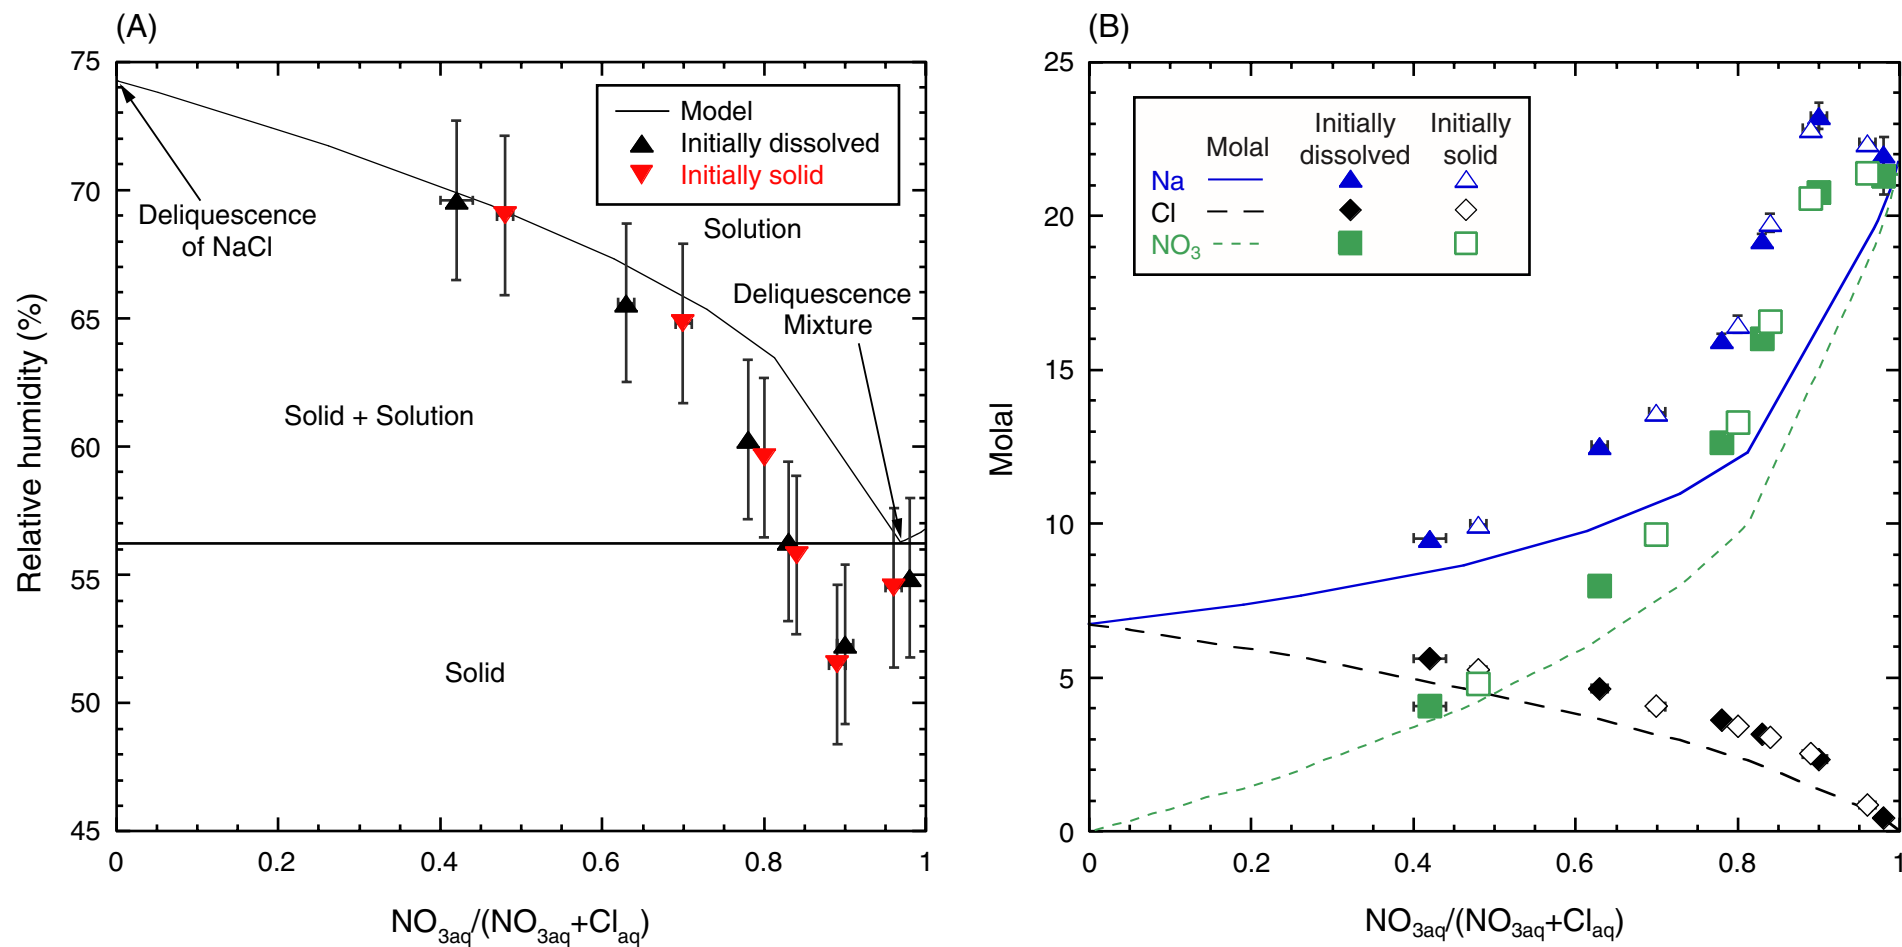 (A)
75
70
65
60
55
50
45
Relative humidity (%)
Model
Initially dissolved
Initially solid
Deliquescence
of NaCl
Solution
Deliquescence
Mixture
Solid + Solution
Solid
0
0.4
0.6
0.8
1
NO3aq/(NO3aq+Claq)
(B)
25
20
15
10
5
0
Molal
Molal
Initially
dissolved
Initially
solid
Na
Cl
NO3
0
0.2
0.4
0.6
0.8
1
NO3aq/(NO3aq+Claq)